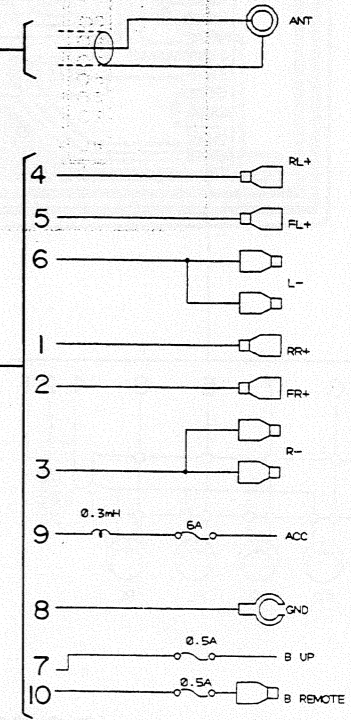 ANT
4 RL+
5 FL+
6 L-
1 RR+
2 FR+
3 R-
0.3mH 6A
9 ACC
8 GND
0.5A
7 B UP
0.5A
10 B REMOTE